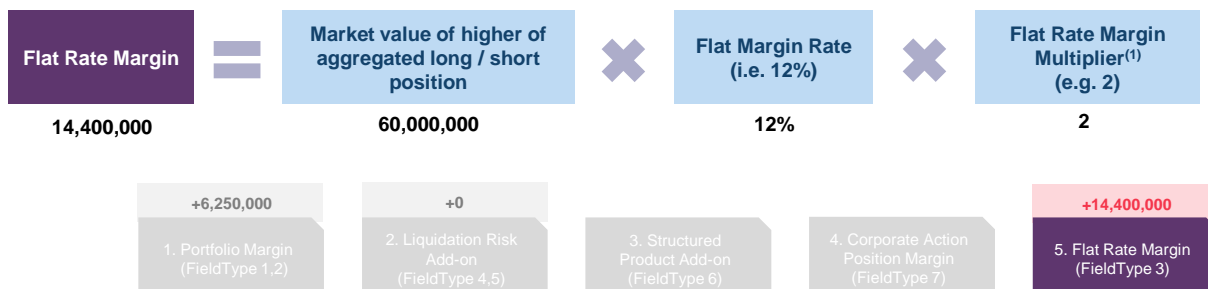 Flat Rate Margin
Market value of higher of
aggregated long / short
position
Flat Margin Rate
(i.e. 12%)
Flat Rate Margin
Multiplier(1)
(e.g. 2)
14,400,000
60,000,000
12%
2
+6,250,000
+0
+14,400,000
1. Portfolio Margin
(FieldType 1,2)
2. Liquidation Risk
Add-on
(FieldType 4,5)
3. Structured
Product Add-on
(FieldType 6)
4. Corporate Action
Position Margin
(FieldType 7)
5. Flat Rate Margin
(FieldType 3)